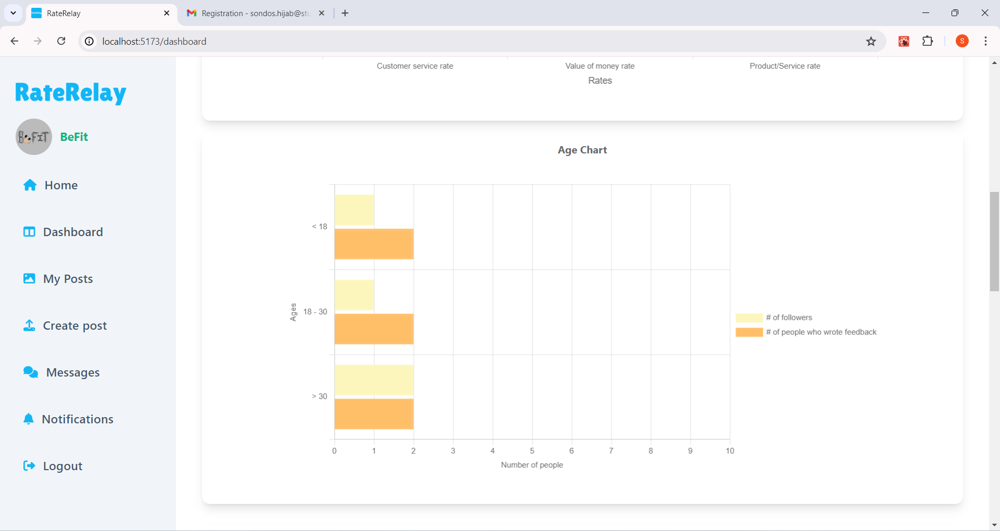 RateRelay
Registration - sondos.hijab@stu
localhost:5173/dashboard
S
RateRelay
BeFiT
BeFit
Home
Dashboard
My Posts
Create post
Messages
Notifications
Logout
Customer service rate
Value of money rate
Product/Service rate
Rates
Age Chart
Ages
< 18
18 - 30
> 30
0 1 2 3 4 5 6 7 8 9 10
Number of people
# of followers
# of people who wrote feedback